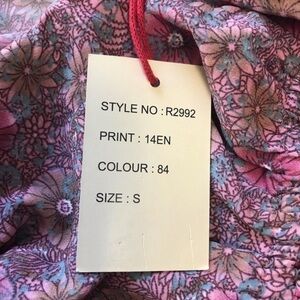 STYLE NO : R2992
PRINT : 14EN
COLOUR : 84
SIZE : S